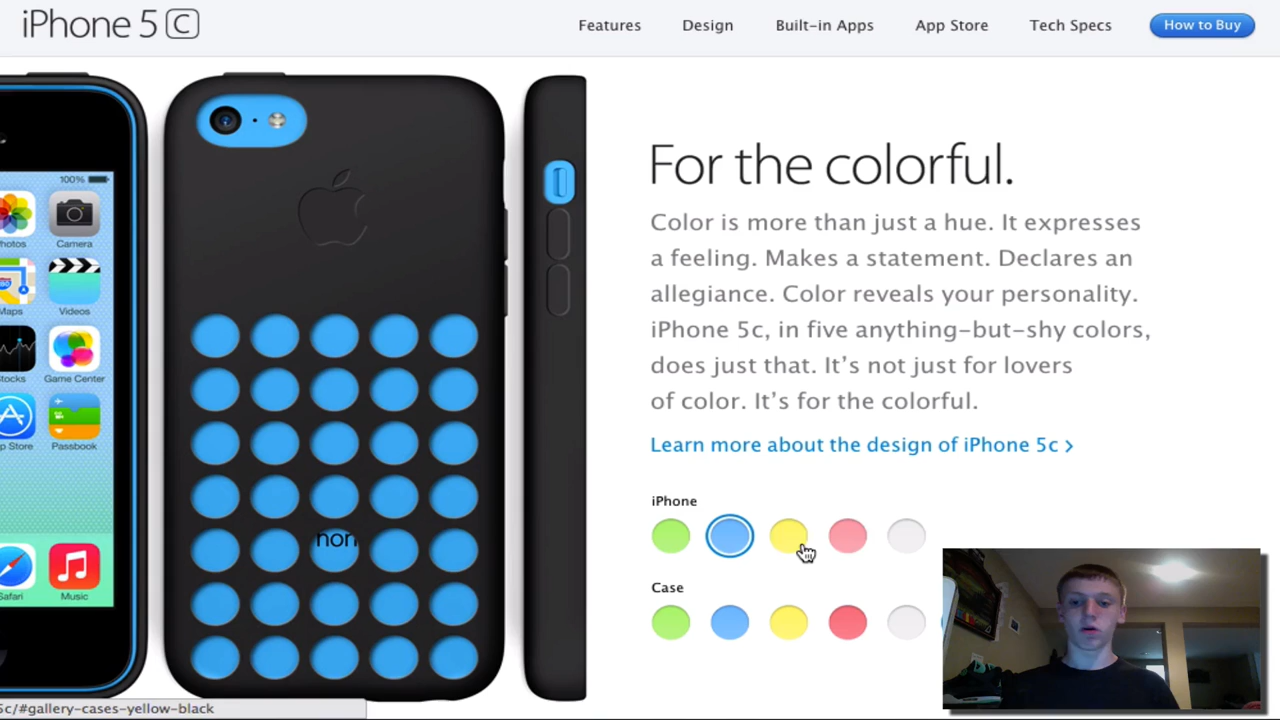 iPhone 5 C
Features
Design
Built-in Apps
App Store
Tech Specs
How to Buy
100%
Photos
Camera
Maps
Videos
Stocks
Game Center
App Store
Passbook
Safari
Music
non
For the colorful.
Color is more than just a hue. It expresses
a feeling. Makes a statement. Declares an
allegiance. Color reveals your personality.
iPhone 5c, in five anything-but-shy colors,
does just that. It's not just for lovers
of color. It's for the colorful.
Learn more about the design of iPhone 5c >
iPhone
Case
5c/#gallery-cases-yellow-black